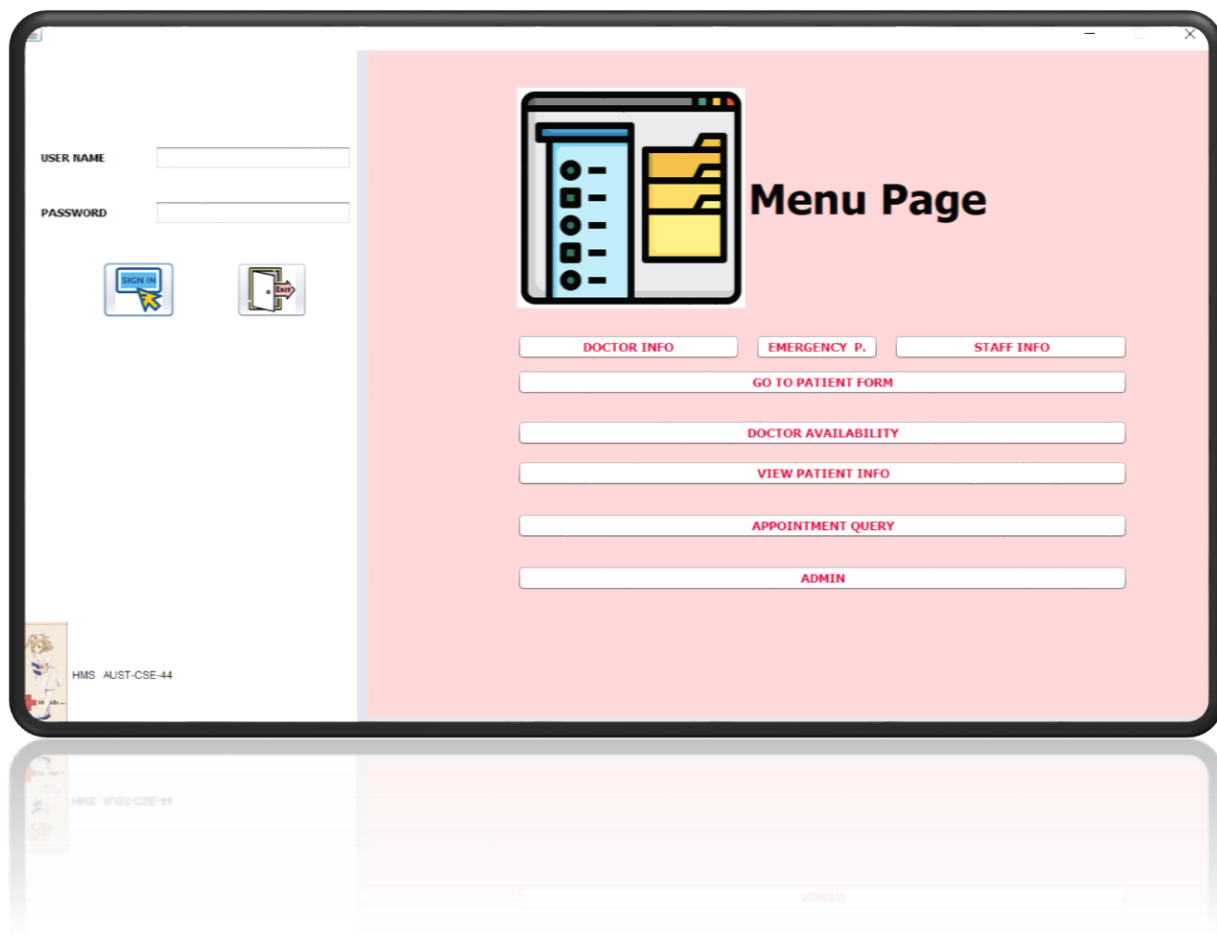 USER NAME
PASSWORD
SIGN IN
EXIT
Menu Page
DOCTOR INFO
EMERGENCY P.
STAFF INFO
GO TO PATIENT FORM
DOCTOR AVAILABILITY
VIEW PATIENT INFO
APPOINTMENT QUERY
ADMIN
HMS AUST-CSE-44